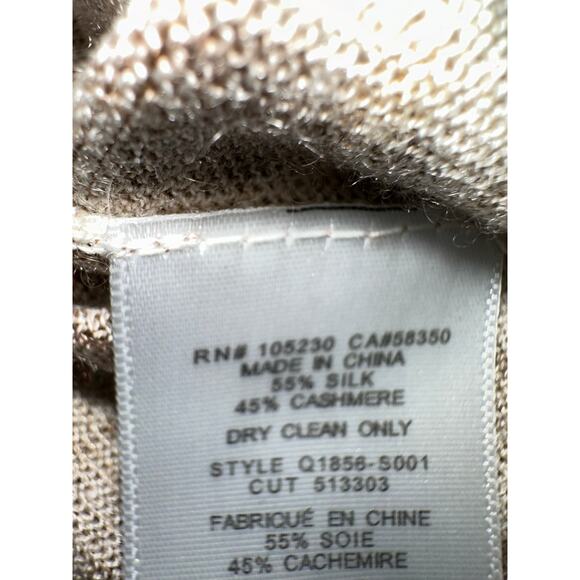 RN# 105230 CA#58350
MADE IN CHINA
55% SILK
45% CASHMERE
DRY CLEAN ONLY
STYLE Q1856-S001
CUT 513303
FABRIQUÉ EN CHINE
55% SOIE
45% CACHEMIRE